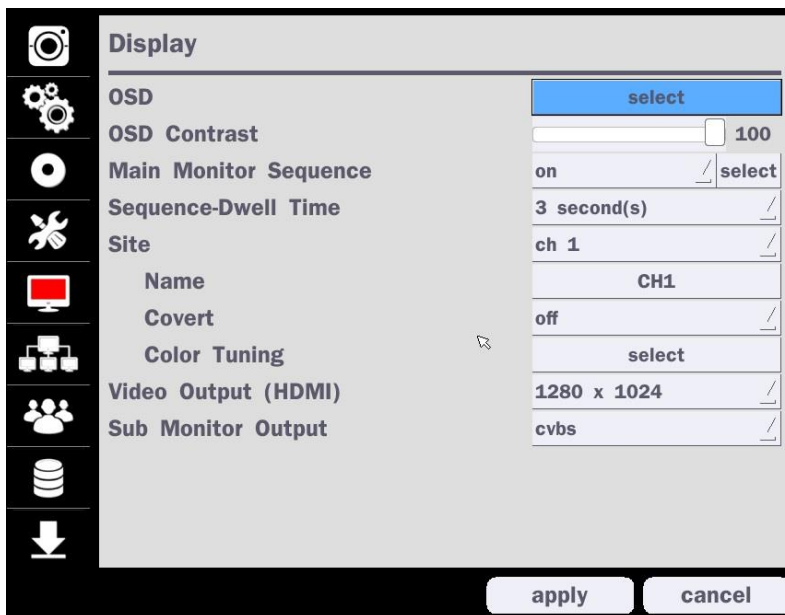 Display
OSD select
OSD Contrast 100
Main Monitor Sequence on select
Sequence-Dwell Time 3 second(s)
Site ch 1
Name CH1
Covert off
Color Tuning select
Video Output (HDMI) 1280 x 1024
Sub Monitor Output cvbs
apply cancel